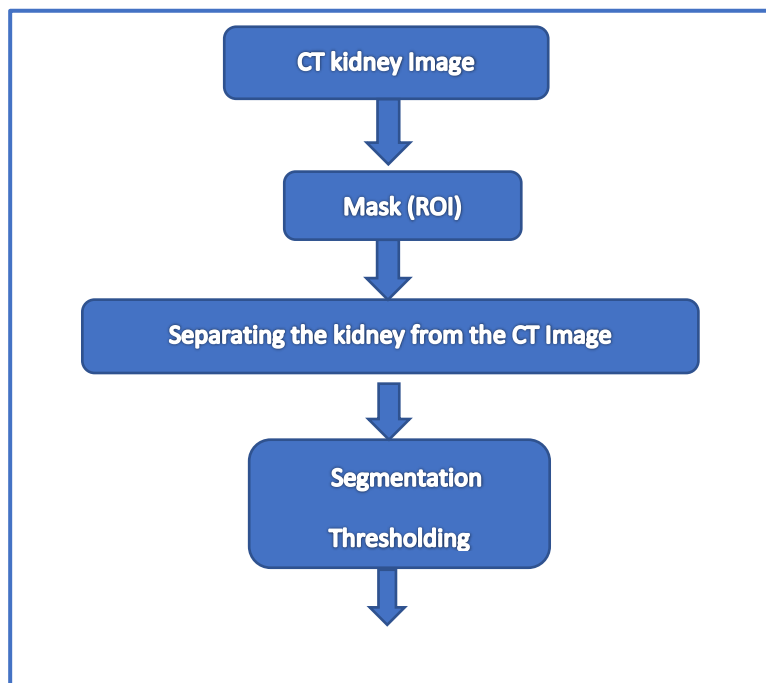 CT kidney Image
Mask (ROI)
Separating the kidney from the CT Image
Segmentation
Thresholding